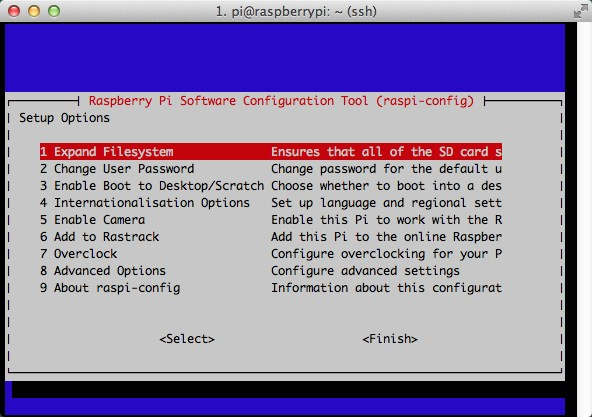 1. pi@raspberrypi: ~ (ssh)
Raspberry Pi Software Configuration Tool (raspi-config)
Setup Options
1 Expand Filesystem Ensures that all of the SD card s
2 Change User Password Change password for the default u
3 Enable Boot to Desktop/Scratch Choose whether to boot into a des
4 Internationalisation Options Set up language and regional sett
5 Enable Camera Enable this Pi to work with the R
6 Add to Rastrack Add this Pi to the online Raspber
7 Overclock Configure overclocking for your P
8 Advanced Options Configure advanced settings
9 About raspi-config Information about this configurat
<Select> <Finish>